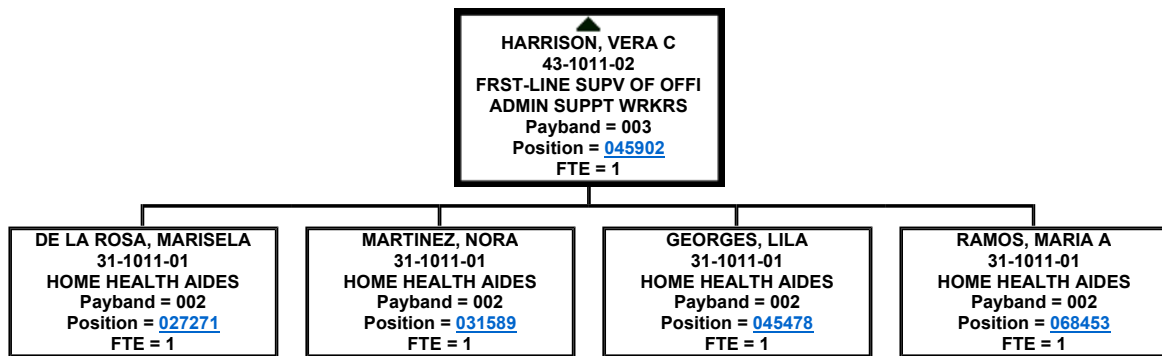 HARRISON, VERA C
43-1011-02
FRST-LINE SUPV OF OFFI
ADMIN SUPPT WRKRS
Payband = 003
Position = 045902
FTE = 1
DE LA ROSA, MARISELA
31-1011-01
HOME HEALTH AIDES
Payband = 002
Position = 027271
FTE = 1
MARTINEZ, NORA
31-1011-01
HOME HEALTH AIDES
Payband = 002
Position = 031589
FTE = 1
GEORGES, LILA
31-1011-01
HOME HEALTH AIDES
Payband = 002
Position = 045478
FTE = 1
RAMOS, MARIA A
31-1011-01
HOME HEALTH AIDES
Payband = 002
Position = 068453
FTE = 1